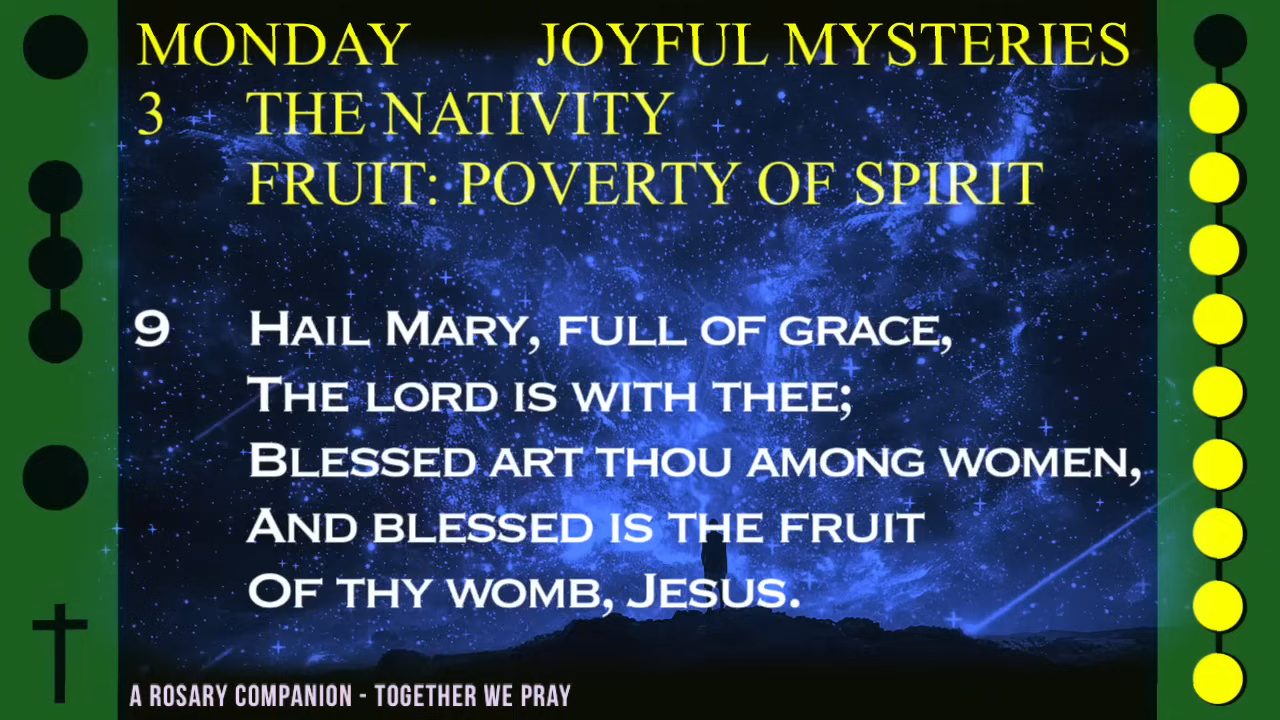 MONDAY JOYFUL MYSTERIES
3 THE NATIVITY
FRUIT: POVERTY OF SPIRIT
9 HAIL MARY, FULL OF GRACE,
THE LORD IS WITH THEE;
BLESSED ART THOU AMONG WOMEN,
AND BLESSED IS THE FRUIT
OF THY WOMB, JESUS.
A ROSARY COMPANION - TOGETHER WE PRAY